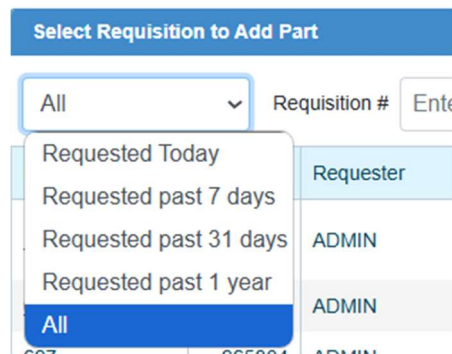 Select Requisition to Add Part
All
Requisition #
Requester
Requested Today
Requested past 7 days
ADMIN
Requested past 31 days
Requested past 1 year
ADMIN
All
ADMIN